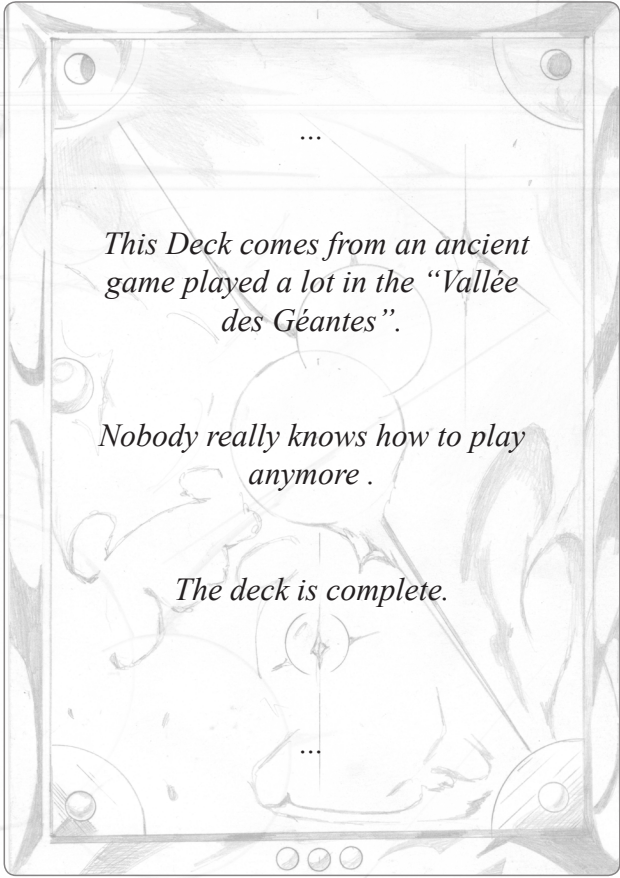 ...
This Deck comes from an ancient
game played a lot in the “Vallée
des Géantes”.
Nobody really knows how to play
anymore .
The deck is complete.
...